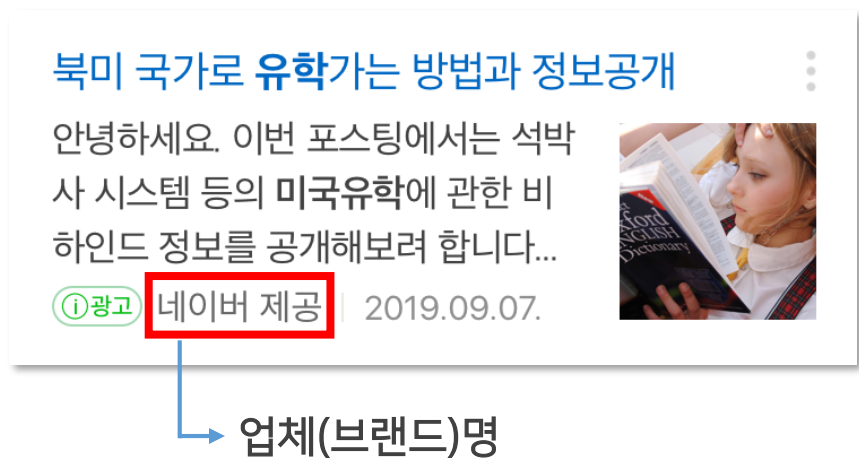 북미 국가로 유학가는 방법과 정보공개
안녕하세요. 이번 포스팅에서는 석박
사 시스템 등의 미국유학에 관한 비
하인드 정보를 공개해보려 합니다...
광고 네이버 제공 2019.09.07.
Oxford
ENGLISH
Dictionary
업체(브랜드)명